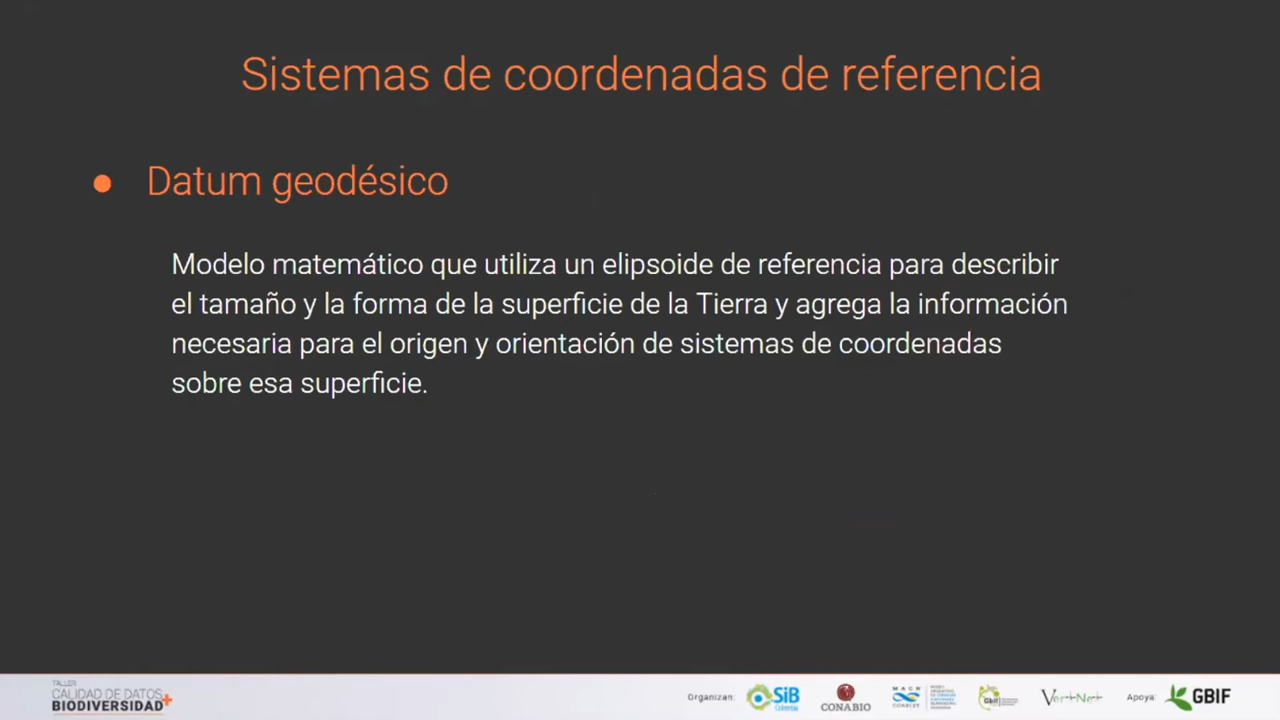 Sistemas de coordenadas de referencia
● Datum geodésico
Modelo matemático que utiliza un elipsoide de referencia para describir
el tamaño y la forma de la superficie de la Tierra y agrega la información
necesaria para el origen y orientación de sistemas de coordenadas
sobre esa superficie.
TALLER
CALIDAD DE DATOS+
BIODIVERSIDAD
Organizan:
SiB
Colombia
CONABIO
MACN
CONICET
Gbif
VertNet
Apoya:
GBIF